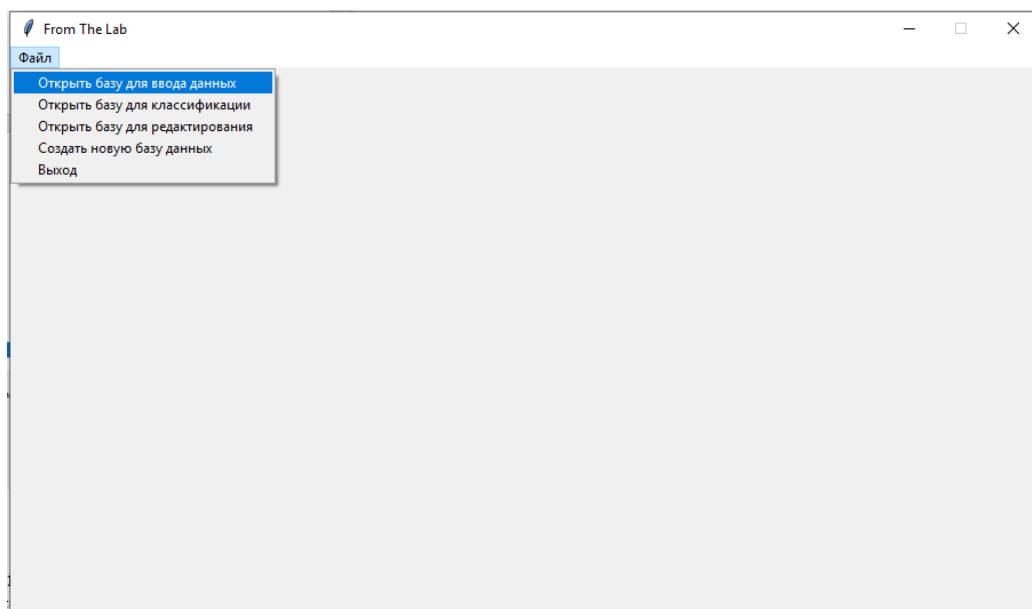 From The Lab
Файл
Открыть базу для ввода данных
Открыть базу для классификации
Открыть базу для редактирования
Создать новую базу данных
Выход